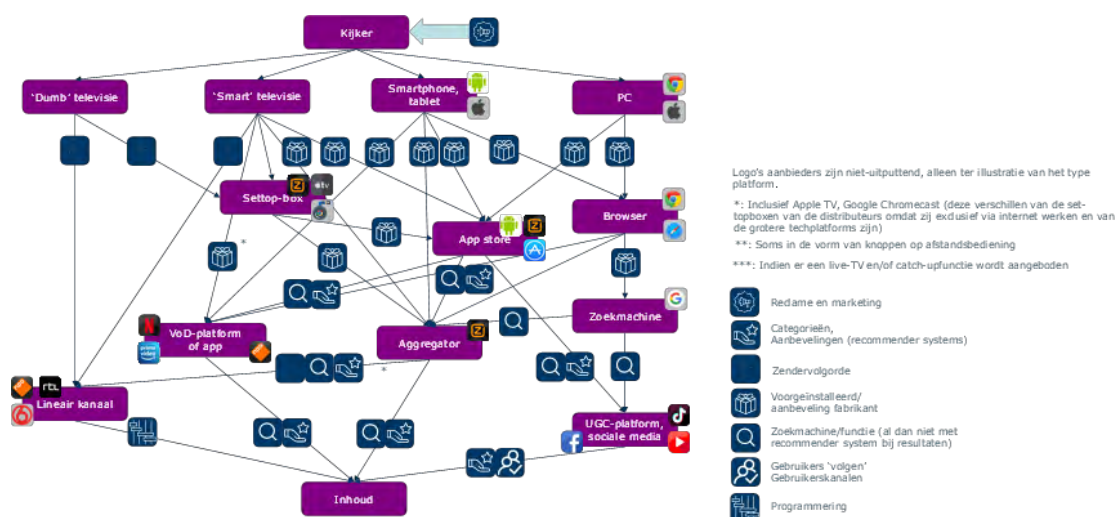 Kijker
'Dumb' televisie
'Smart' televisie
Smartphone,
tablet
PC
Settop-box
tv
App store
Browser
*
VoD-platform
of app
prime
video
Aggregator
Zoekmachine
*
Lineair kanaal
rtl
UGC-platform,
sociale media
Inhoud
Logo's aanbieders zijn niet-uitputtend, alleen ter illustratie van het type
platform.
*: Inclusief Apple TV, Google Chromecast (deze verschillen van de set-
topboxen van de distributeurs omdat zij exclusief via internet werken en van
de grotere techplatforms zijn)
**: Soms in de vorm van knoppen op afstandsbediening
***: Indien er een live-TV en/of catch-upfunctie wordt aangeboden
Reclame en marketing
Categorieën,
Aanbevelingen (recommender systems)
Zendervolgorde
Voorgeïnstalleerd/
aanbeveling fabrikant
Zoekmachine/functie (al dan niet met
recommender system bij resultaten)
Gebruikers 'volgen'
Gebruikerskanalen
Programmering